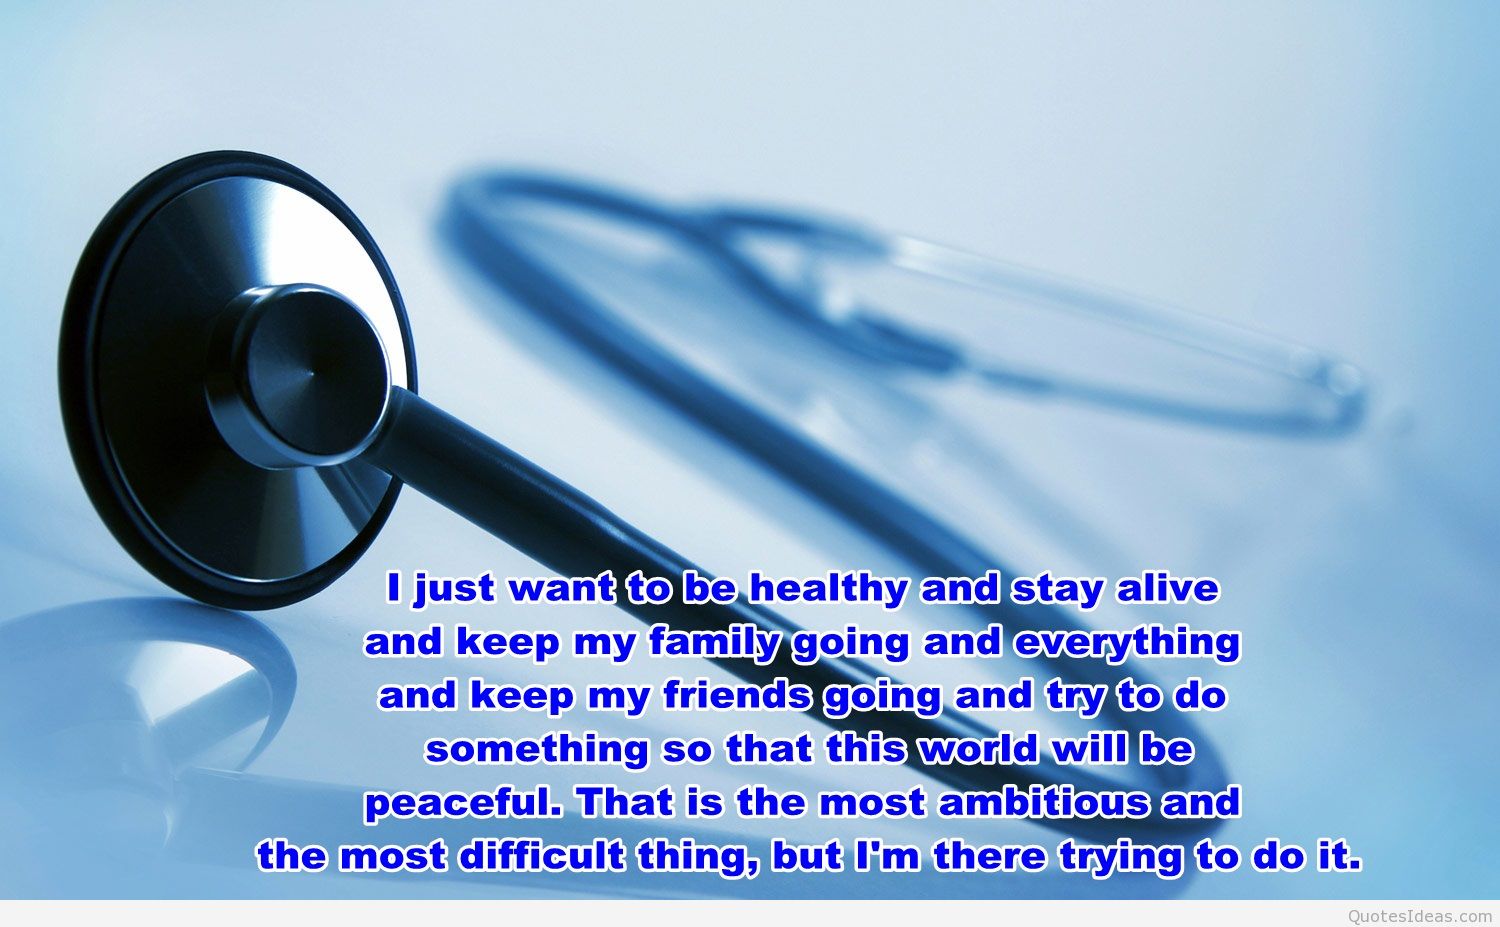 I just want to be healthy and stay alive
and keep my family going and everything
and keep my friends going and try to do
something so that this world will be
peaceful. That is the most ambitious and
the most difficult thing, but I'm there trying to do it.
QuotesIdeas.com